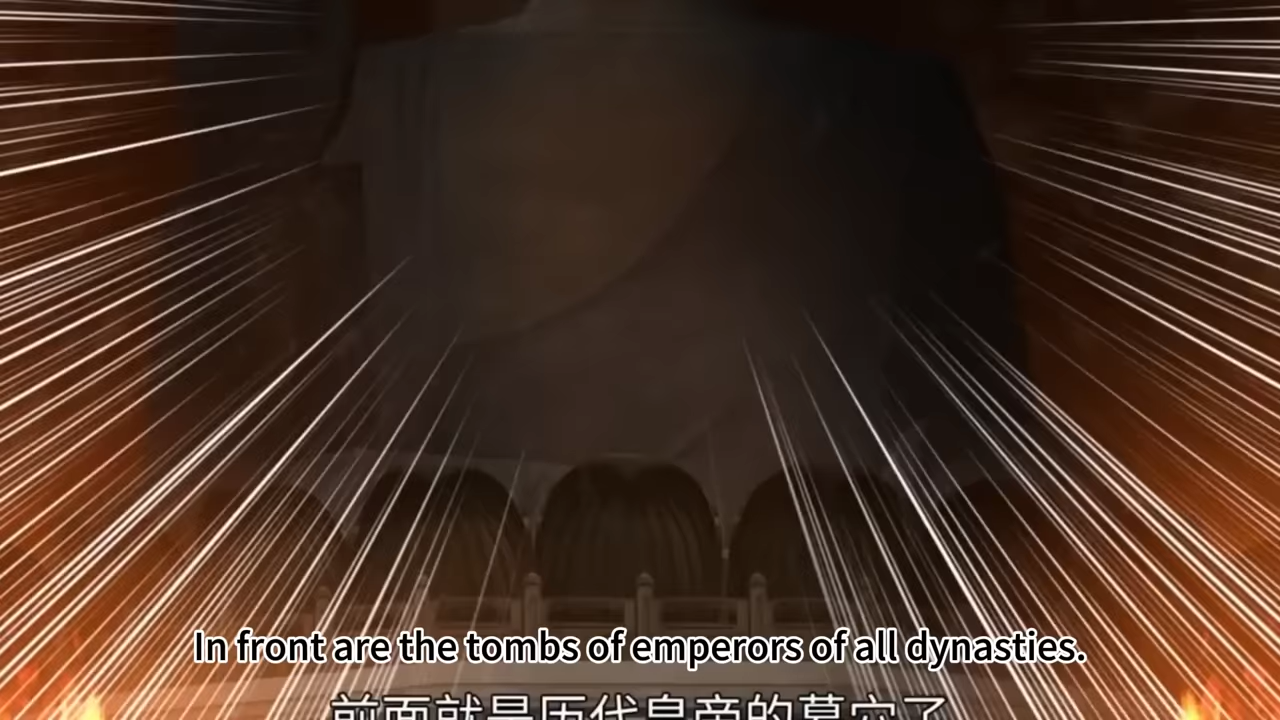 In front are the tombs of emperors of all dynasties.
前面就是历代皇帝的墓穴了